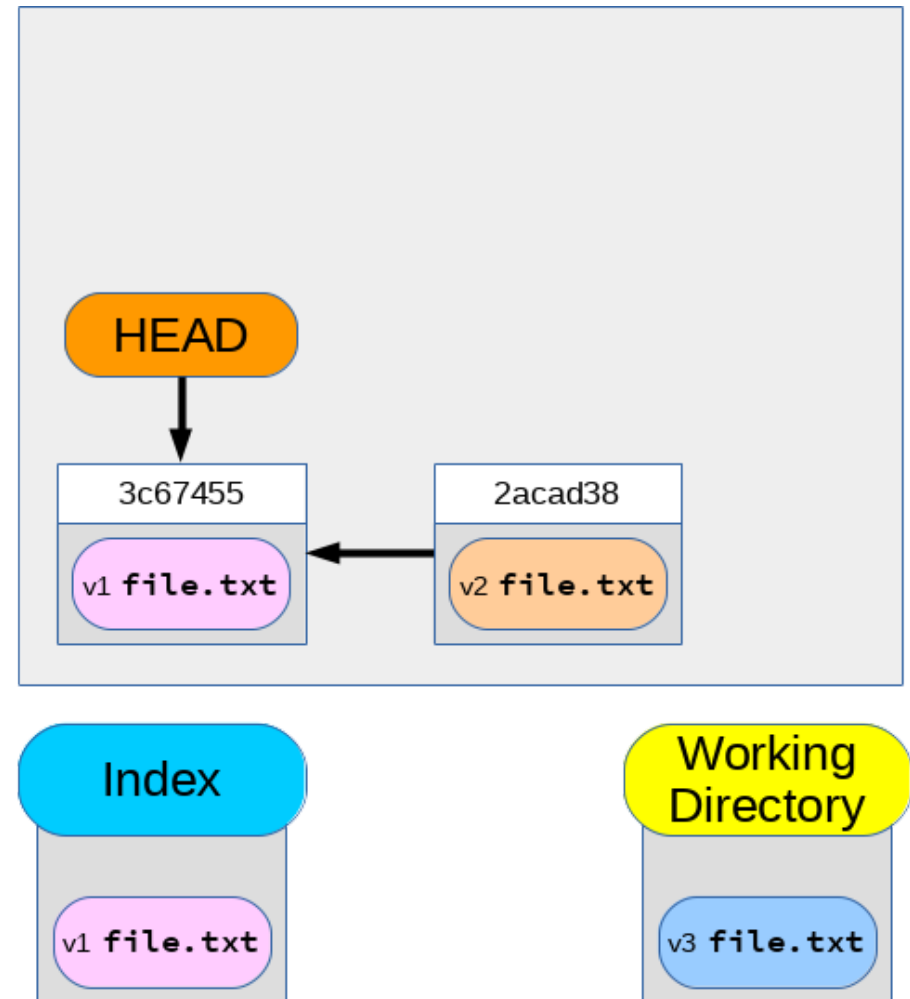 HEAD
3c67455
2acad38
v1 file.txt
v2 file.txt
Index
Working
Directory
v1 file.txt
v3 file.txt